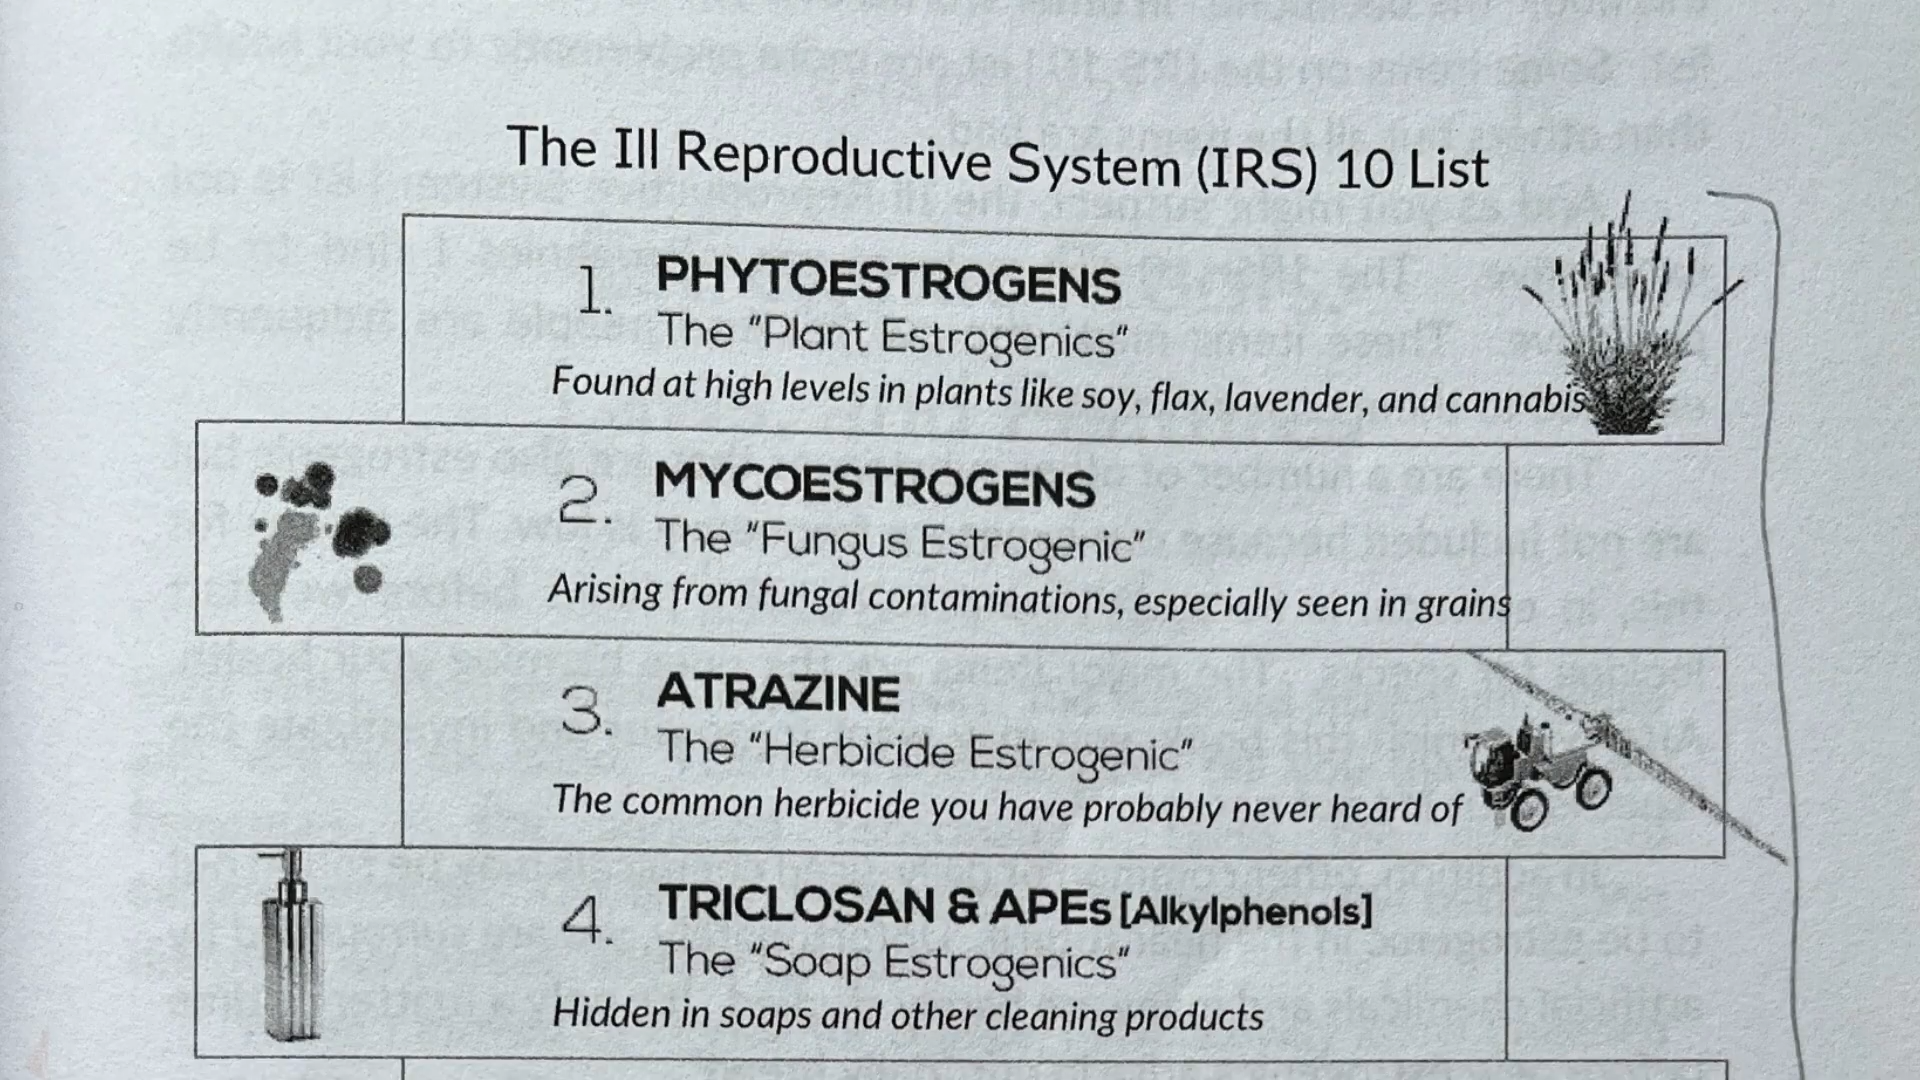 The Ill Reproductive System (IRS) 10 List
1. PHYTOESTROGENS
The "Plant Estrogenics"
Found at high levels in plants like soy, flax, lavender, and cannabis
2. MYCOESTROGENS
The "Fungus Estrogenic"
Arising from fungal contaminations, especially seen in grains
3. ATRAZINE
The "Herbicide Estrogenic"
The common herbicide you have probably never heard of
4. TRICLOSAN & APEs [Alkylphenols]
The "Soap Estrogenics"
Hidden in soaps and other cleaning products